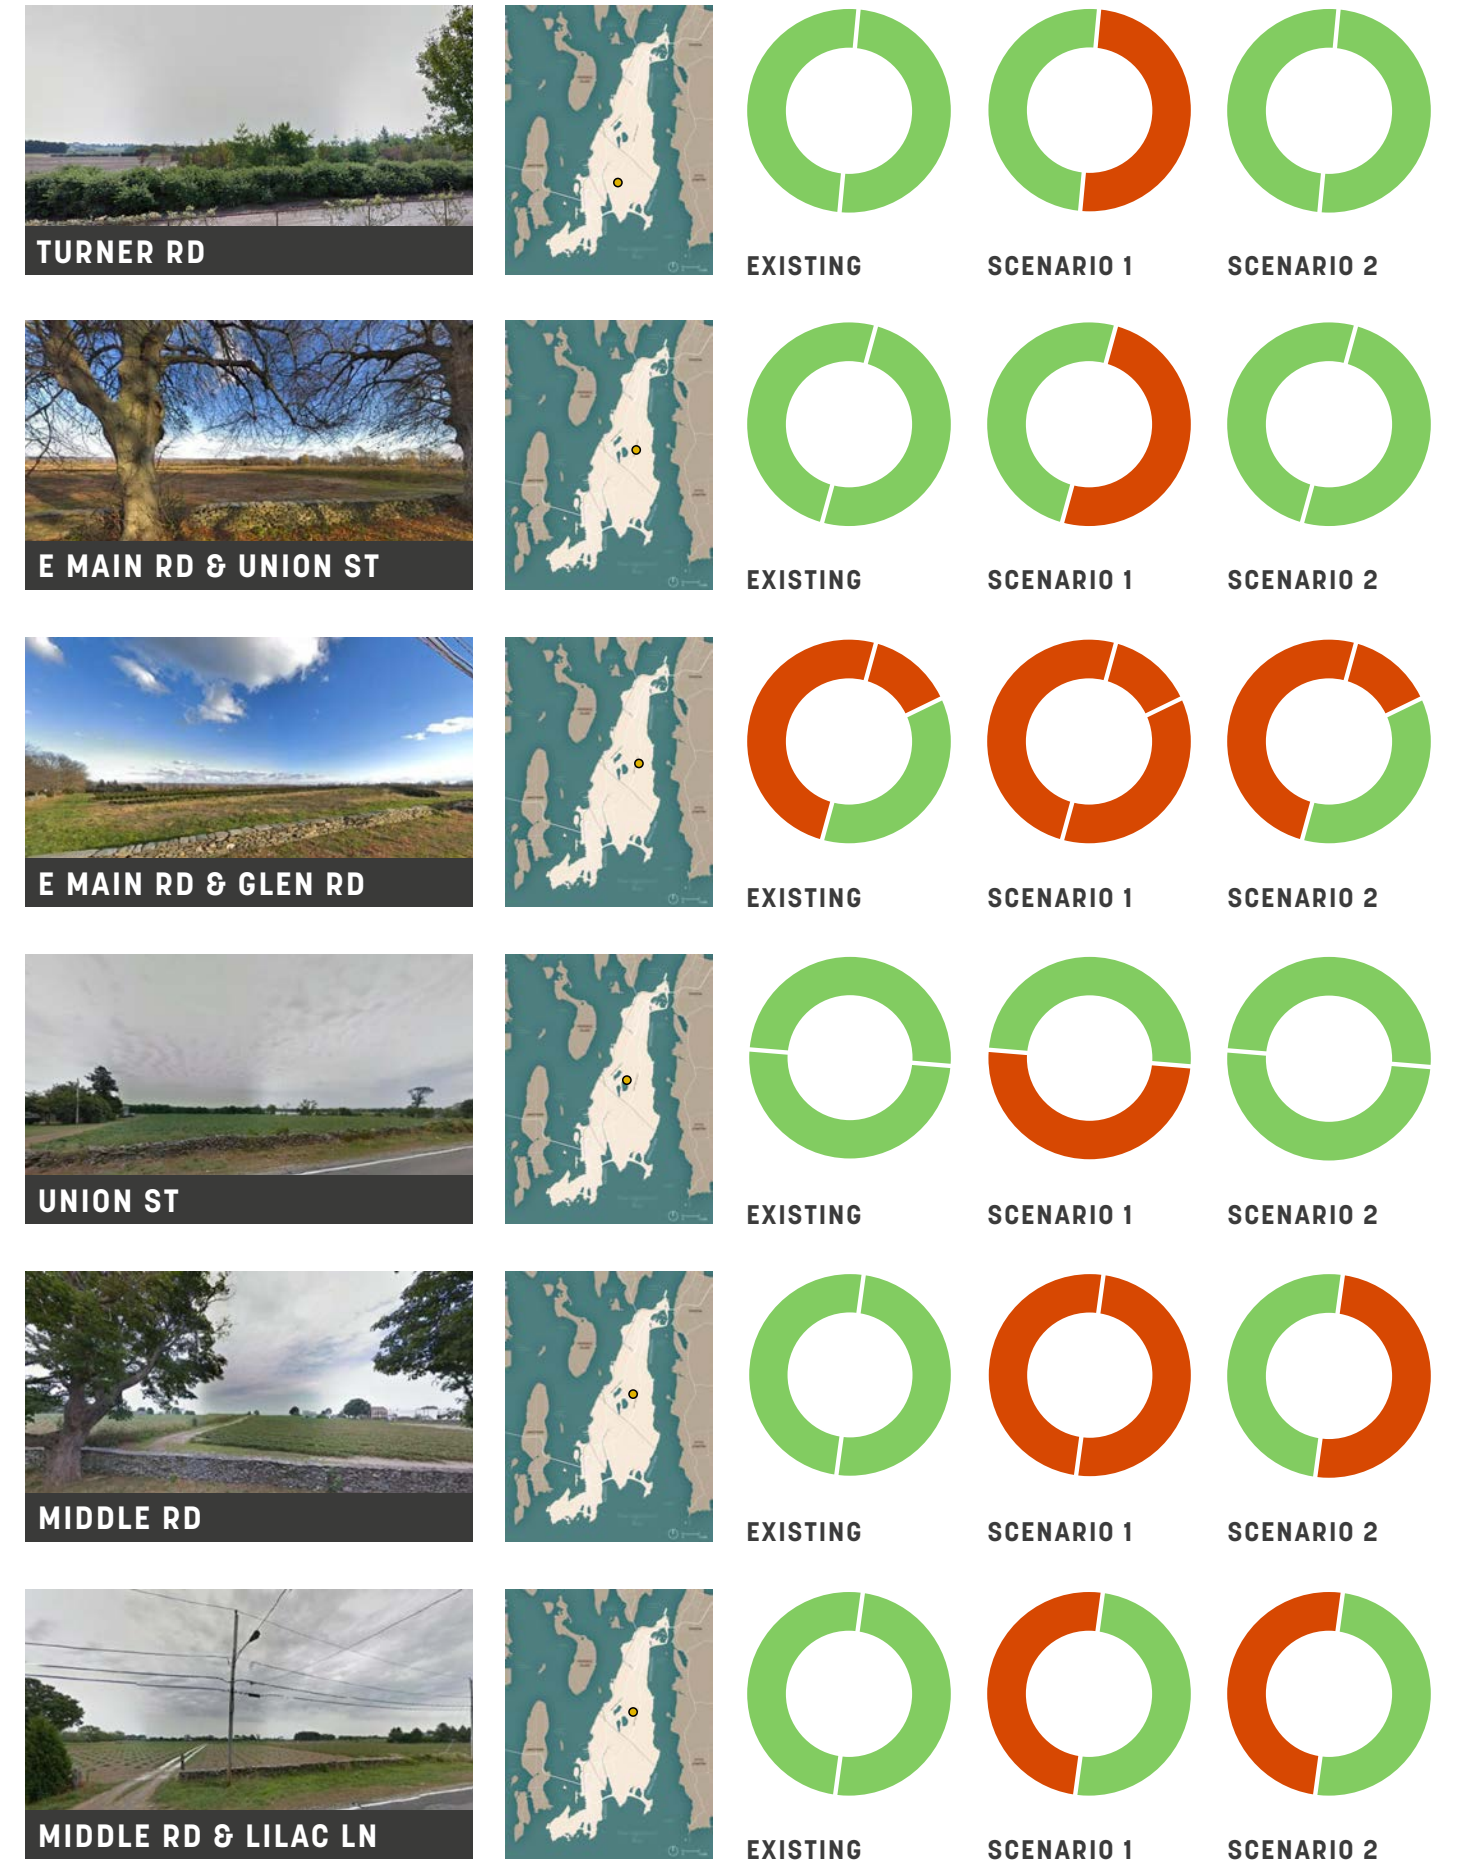 TURNER RD
EXISTING
SCENARIO 1
SCENARIO 2
E MAIN RD & UNION ST
EXISTING
SCENARIO 1
SCENARIO 2
E MAIN RD & GLEN RD
EXISTING
SCENARIO 1
SCENARIO 2
UNION ST
EXISTING
SCENARIO 1
SCENARIO 2
MIDDLE RD
EXISTING
SCENARIO 1
SCENARIO 2
MIDDLE RD & LILAC LN
EXISTING
SCENARIO 1
SCENARIO 2